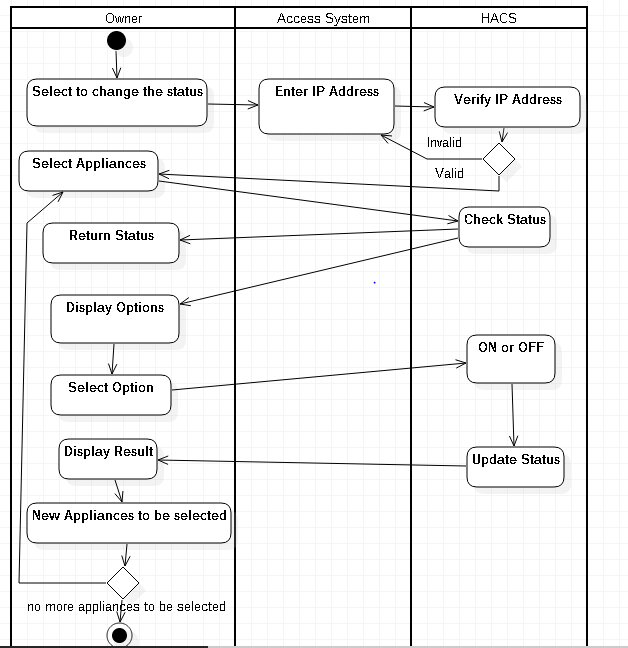 Owner
Access System
HACS
Select to change the status
Enter IP Address
Verify IP Address
Invalid
Valid
Select Appliances
Check Status
Return Status
Display Options
ON or OFF
Select Option
Display Result
Update Status
New Appliances to be selected
no more appliances to be selected